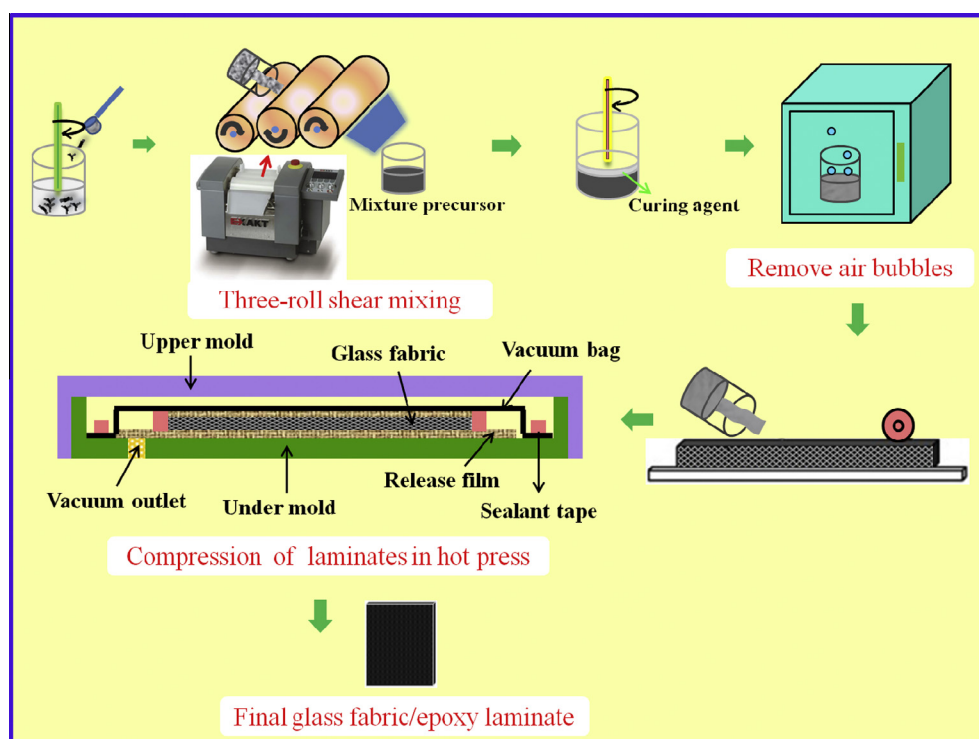 EXAKT
Mixture precursor
Curing agent
Three-roll shear mixing
Remove air bubbles
Upper mold
Glass fabric
Vacuum bag
Vacuum outlet
Under mold
Release film
Sealant tape
Compression of laminates in hot press
Final glass fabric/epoxy laminate